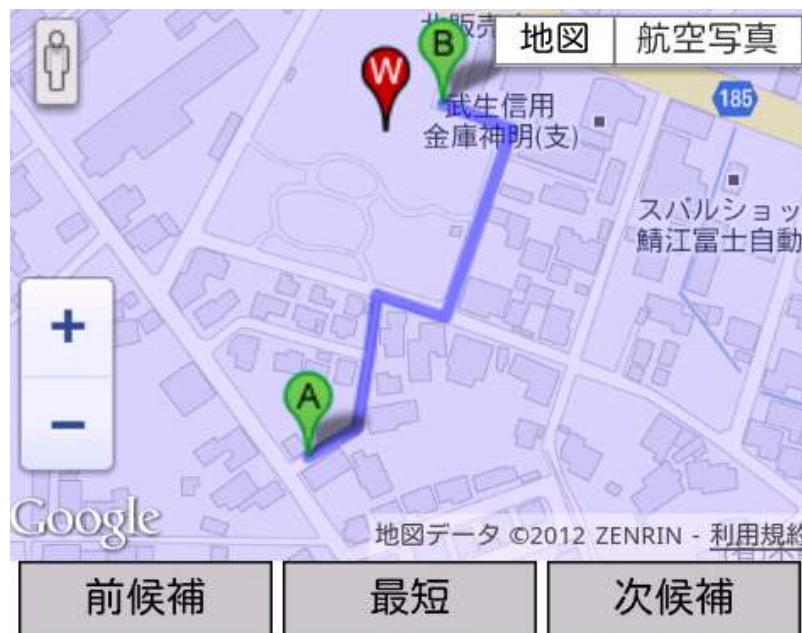 B
地図
航空写真
W
185
武生信用
金庫神明(支)
スバルショッ
鯖江冨士自動
+
A
−
Google
地図データ ©2012 ZENRIN - 利用規約
前候補
最短
次候補